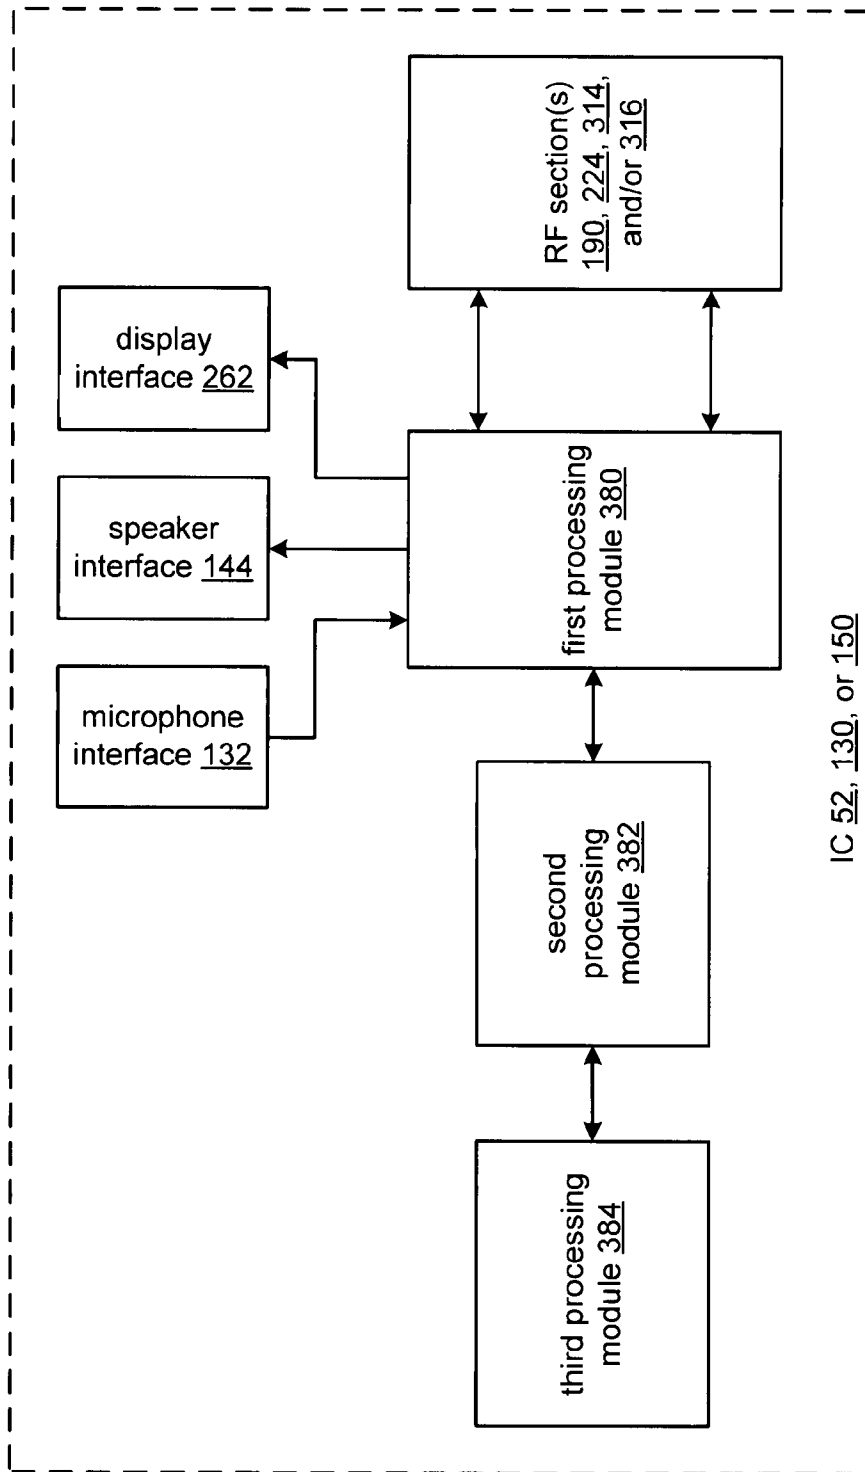 display
interface 262
speaker
interface 144
microphone
interface 132
RF section(s)
190, 224, 314,
and/or 316
first processing
module 380
second
processing
module 382
third processing
module 384
IC 52, 130, or 150